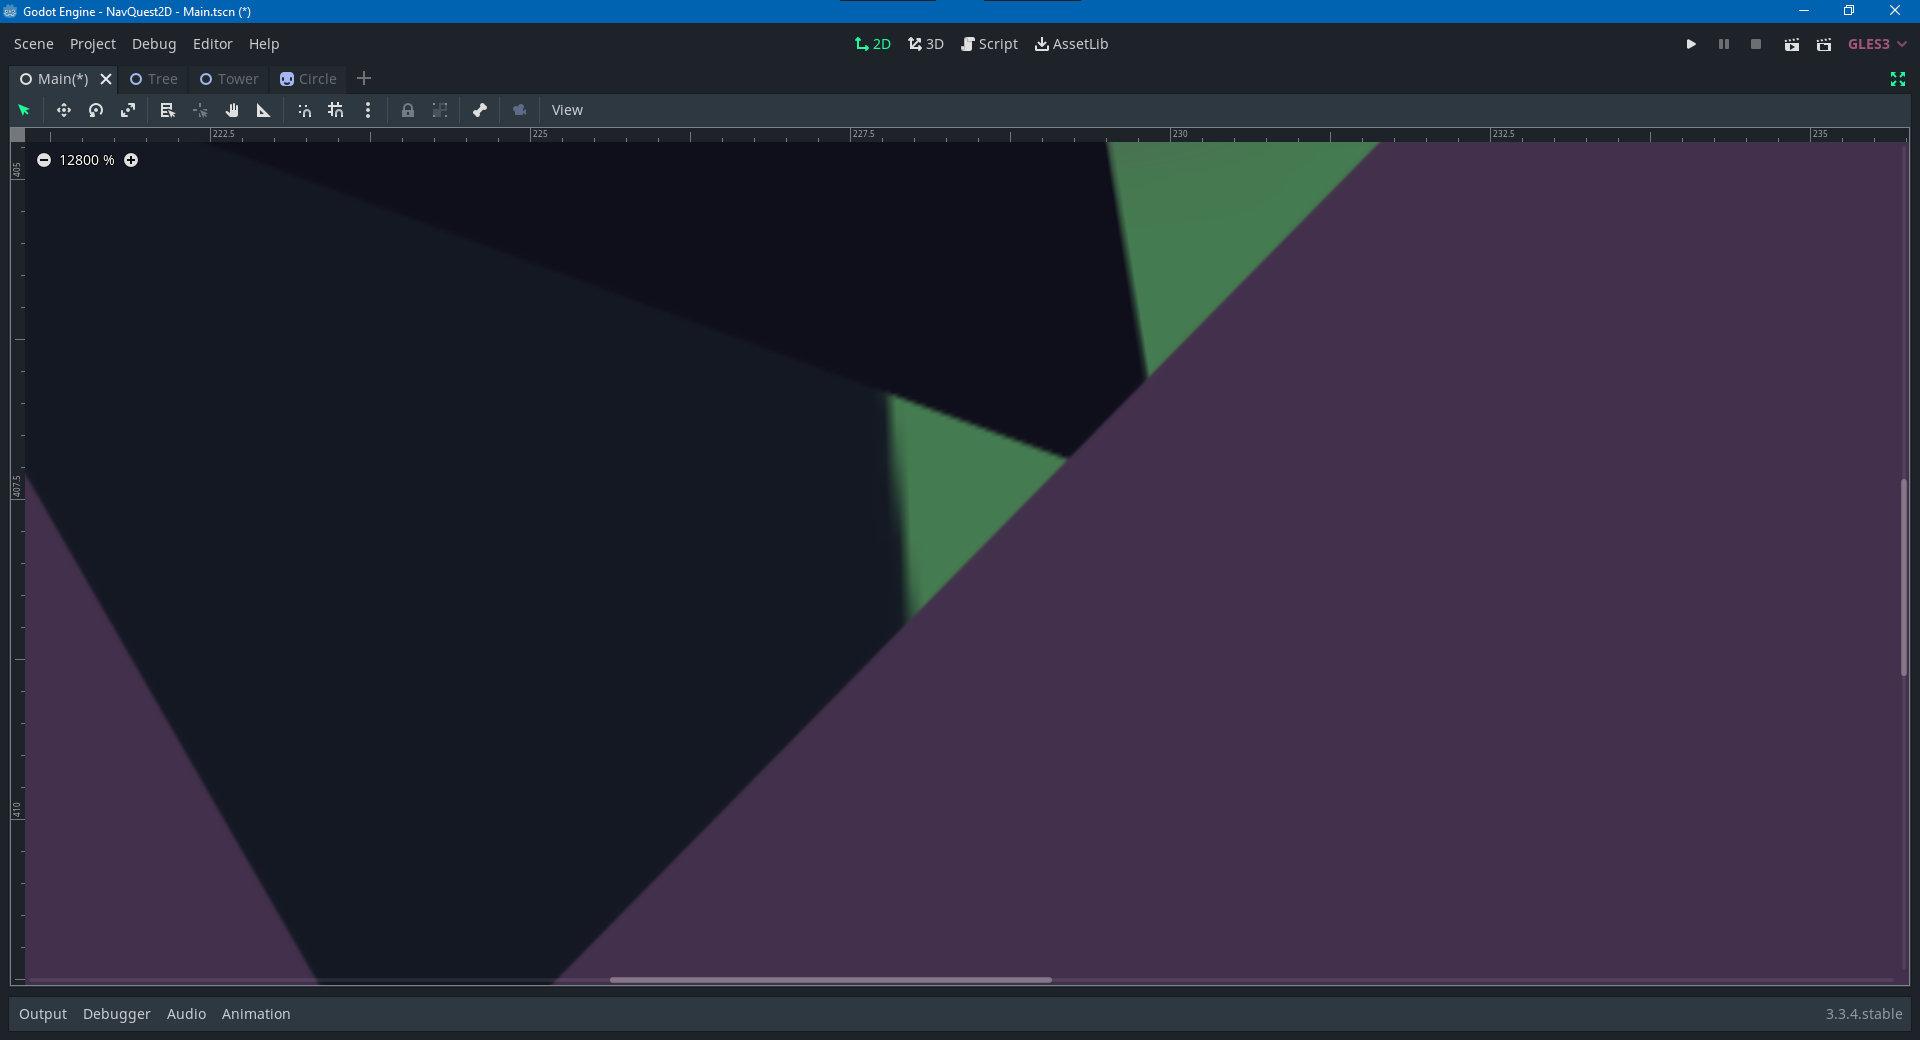 Godot Engine - NavQuest2D - Main.tscn (*)
Scene Project Debug Editor Help 2D 3D Script AssetLib GLES3
Main(*) Tree Tower Circle
View
222.5 225 227.5 230 232.5 235
12800 %
405
407.5
410
Output Debugger Audio Animation 3.3.4.stable